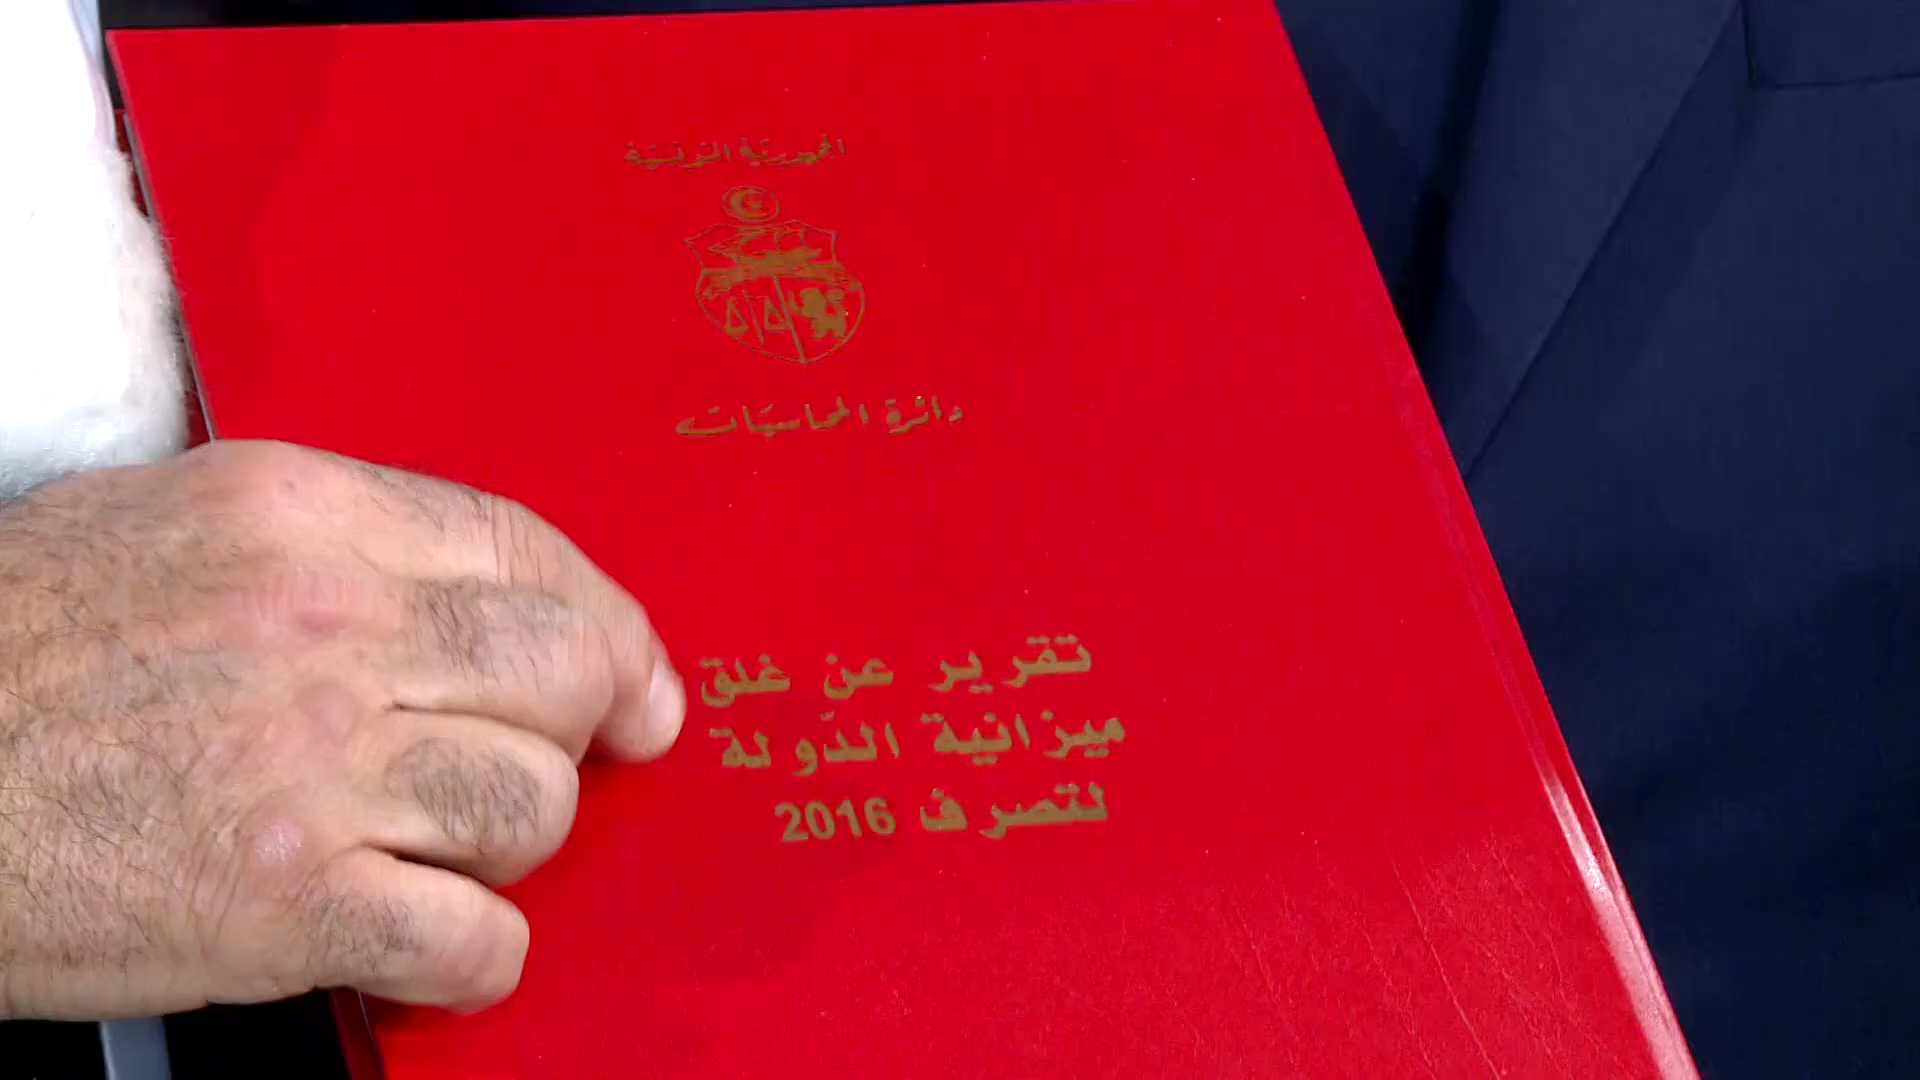 الجمهورية التونسية
دائرة المحاسبات
تقرير عن غلق
ميزانية الدّولة
لتصرف 2016